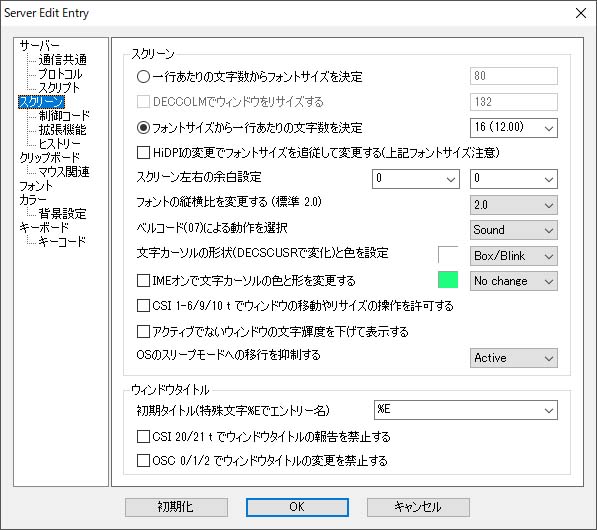 Server Edit Entry
サーバー
通信共通
プロトコル
スクリプト
スクリーン
制御コード
拡張機能
ヒストリー
クリップボード
マウス関連
フォント
カラー
背景設定
キーボード
キーコード
スクリーン
一行あたりの文字数からフォントサイズを決定 80
DECCOLMでウィンドウをリサイズする 132
フォントサイズから一行あたりの文字数を決定 16 (12.00)
HiDPIの変更でフォントサイズを追従して変更する(上記フォントサイズ注意)
スクリーン左右の余白設定 0 0
フォントの縦横比を変更する (標準 2.0) 2.0
ベルコード(07)による動作を選択 Sound
文字カーソルの形状(DECSCUSRで変化)と色を設定 Box/Blink
IMEオンで文字カーソルの色と形を変更する No change
CSI 1-6/9/10 t でウィンドウの移動やリサイズの操作を許可する
アクティブでないウィンドウの文字輝度を下げて表示する
OSのスリープモードへの移行を抑制する Active
ウィンドウタイトル
初期タイトル(特殊文字%Eでエントリー名) %E
CSI 20/21 t でウィンドウタイトルの報告を禁止する
OSC 0/1/2 でウィンドウタイトルの変更を禁止する
初期化 OK キャンセル